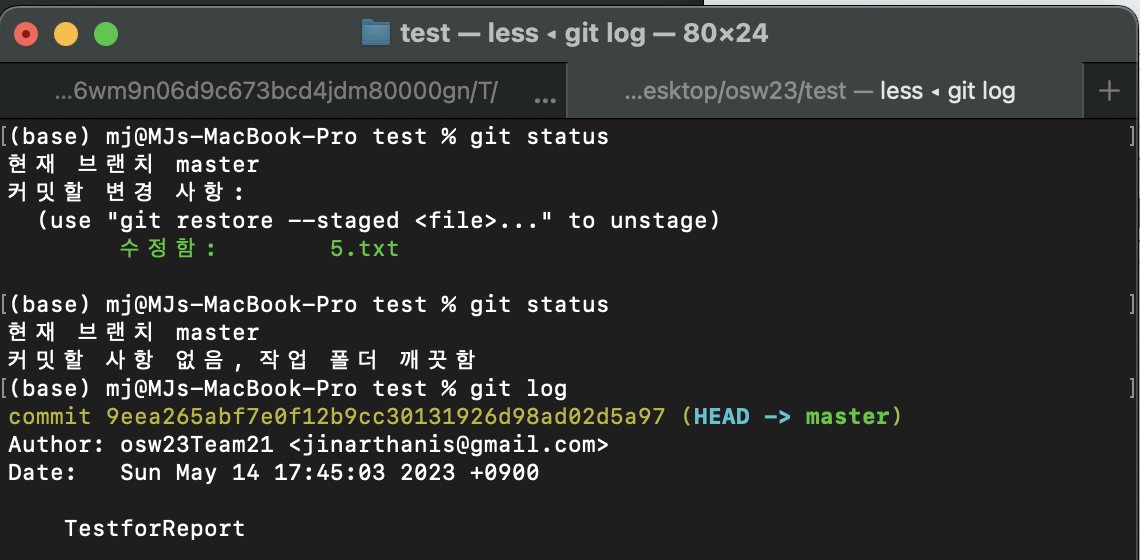 test — less ◂ git log — 80×24
...6wm9n06d9c673bcd4jdm80000gn/T/ ...
...esktop/osw23/test — less ◂ git log +
[(base) mj@MJs-MacBook-Pro test % git status ]
현재 브랜치 master
커밋할 변경 사항:
(use "git restore --staged <file>..." to unstage)
수정함: 5.txt
[(base) mj@MJs-MacBook-Pro test % git status ]
현재 브랜치 master
커밋할 사항 없음, 작업 폴더 깨끗함
[(base) mj@MJs-MacBook-Pro test % git log ]
commit 9eea265abf7e0f12b9cc30131926d98ad02d5a97 (HEAD -> master)
Author: osw23Team21 <jinarthanis@gmail.com>
Date: Sun May 14 17:45:03 2023 +0900
TestforReport